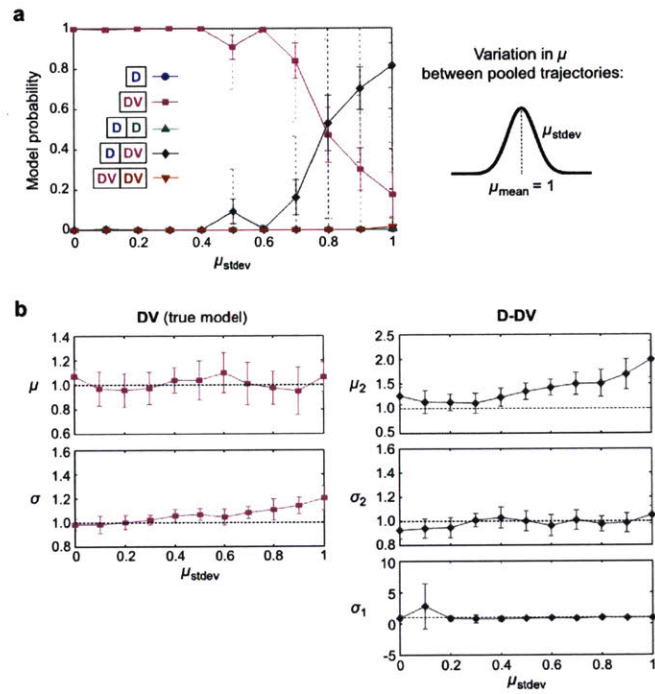 a
Model probability
1
0.8
0.6
0.4
0.2
0
D
DV
D D
D DV
DV DV
0 0.2 0.4 0.6 0.8 1
μstdev
Variation in μ
between pooled trajectories:
μstdev
μmean = 1
b
DV (true model)
μ
1.4
1.2
1.0
0.8
0.6
σ
1.6
1.4
1.2
1.0
0.8
0 0.2 0.4 0.6 0.8 1
μstdev
D-DV
μ2
2.5
2.0
1.5
1.0
0.5
σ2
1.6
1.4
1.2
1.0
0.8
σ1
10
5
0
-5
0 0.2 0.4 0.6 0.8 1
μstdev